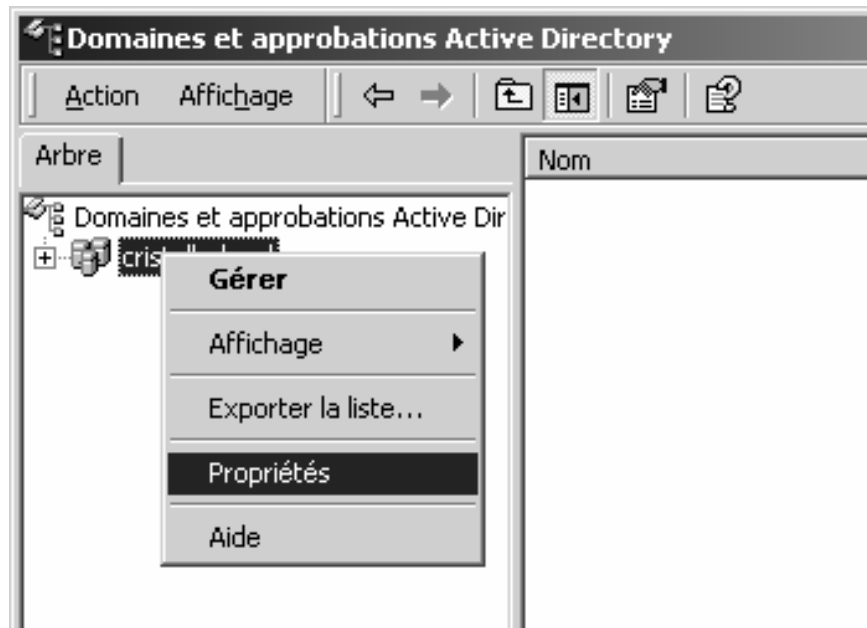 Domaines et approbations Active Directory
Action Affichage
Arbre
Nom
Domaines et approbations Active Dir
Gérer
Affichage
Exporter la liste...
Propriétés
Aide